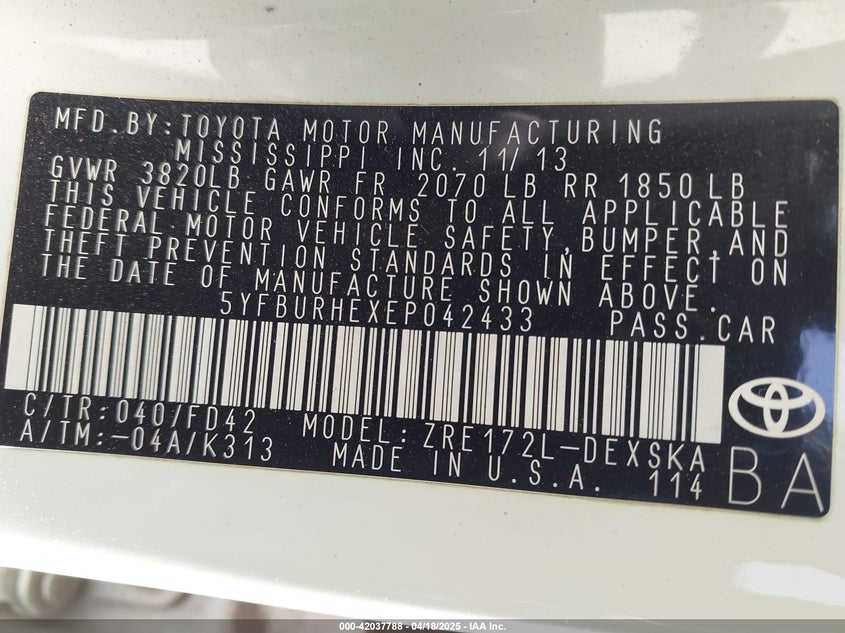 MFD.BY:TOYOTA MOTOR MANUFACTURING
MISSISSIPPI INC. 11/13
GVWR 3820LB GAWR FR 2070 LB RR 1850 LB
THIS VEHICLE CONFORMS TO ALL APPLICABLE
FEDERAL MOTOR VEHICLE SAFETY,BUMPER,AND
THEFT PREVENTION STANDARDS IN EFFECT ON
THE DATE OF MANUFACTURE SHOWN ABOVE.
5YFBURHEXEP042433 PASS.CAR
C/TR:040/FD42 MODEL:ZRE172L-DEXSKA
A/TM:-04A/K313 MADE IN U.S.A. 114
BA
000-42037788 - 04/18/2025 - IAA Inc.